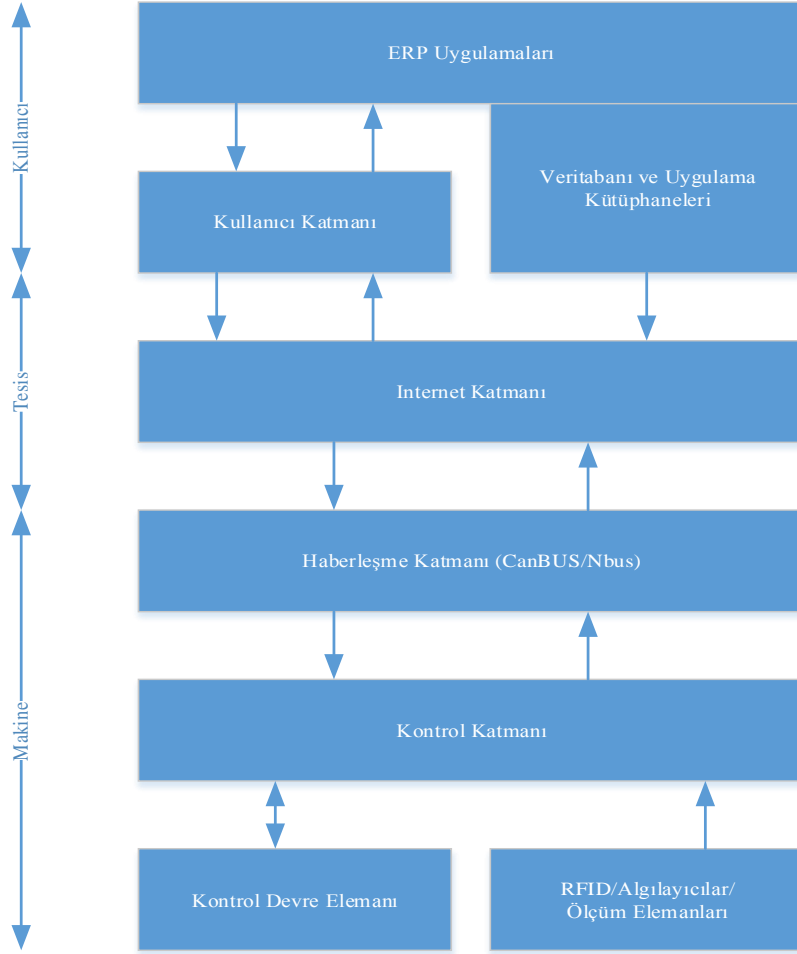 ERP Uygulamaları
Kullanıcı
Veritabanı ve Uygulama
Kütüphaneleri
Kullanıcı Katmanı
Tesis
Internet Katmanı
Haberleşme Katmanı (CanBUS/Nbus)
Makine
Kontrol Katmanı
Kontrol Devre Elemanı
RFID/Algılayıcılar/
Ölçüm Elemanları